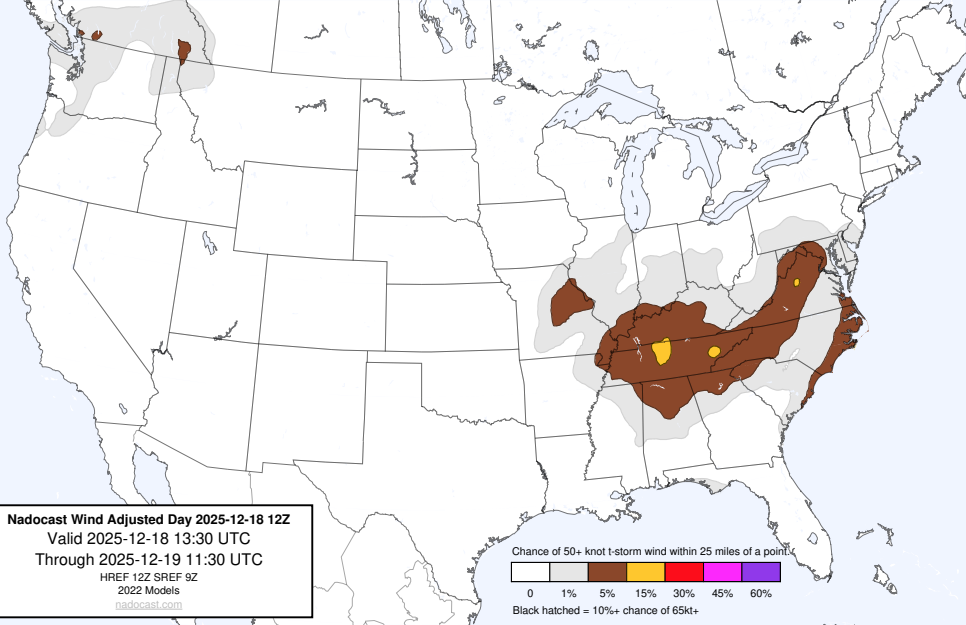 Nadocast Wind Adjusted Day 2025-12-18 12Z
Valid 2025-12-18 13:30 UTC
Through 2025-12-19 11:30 UTC
HREF 12Z SREF 9Z
2022 Models
nadocast.com
Chance of 50+ knot t-storm wind within 25 miles of a point.
0 1% 5% 15% 30% 45% 60%
Black hatched = 10%+ chance of 65kt+